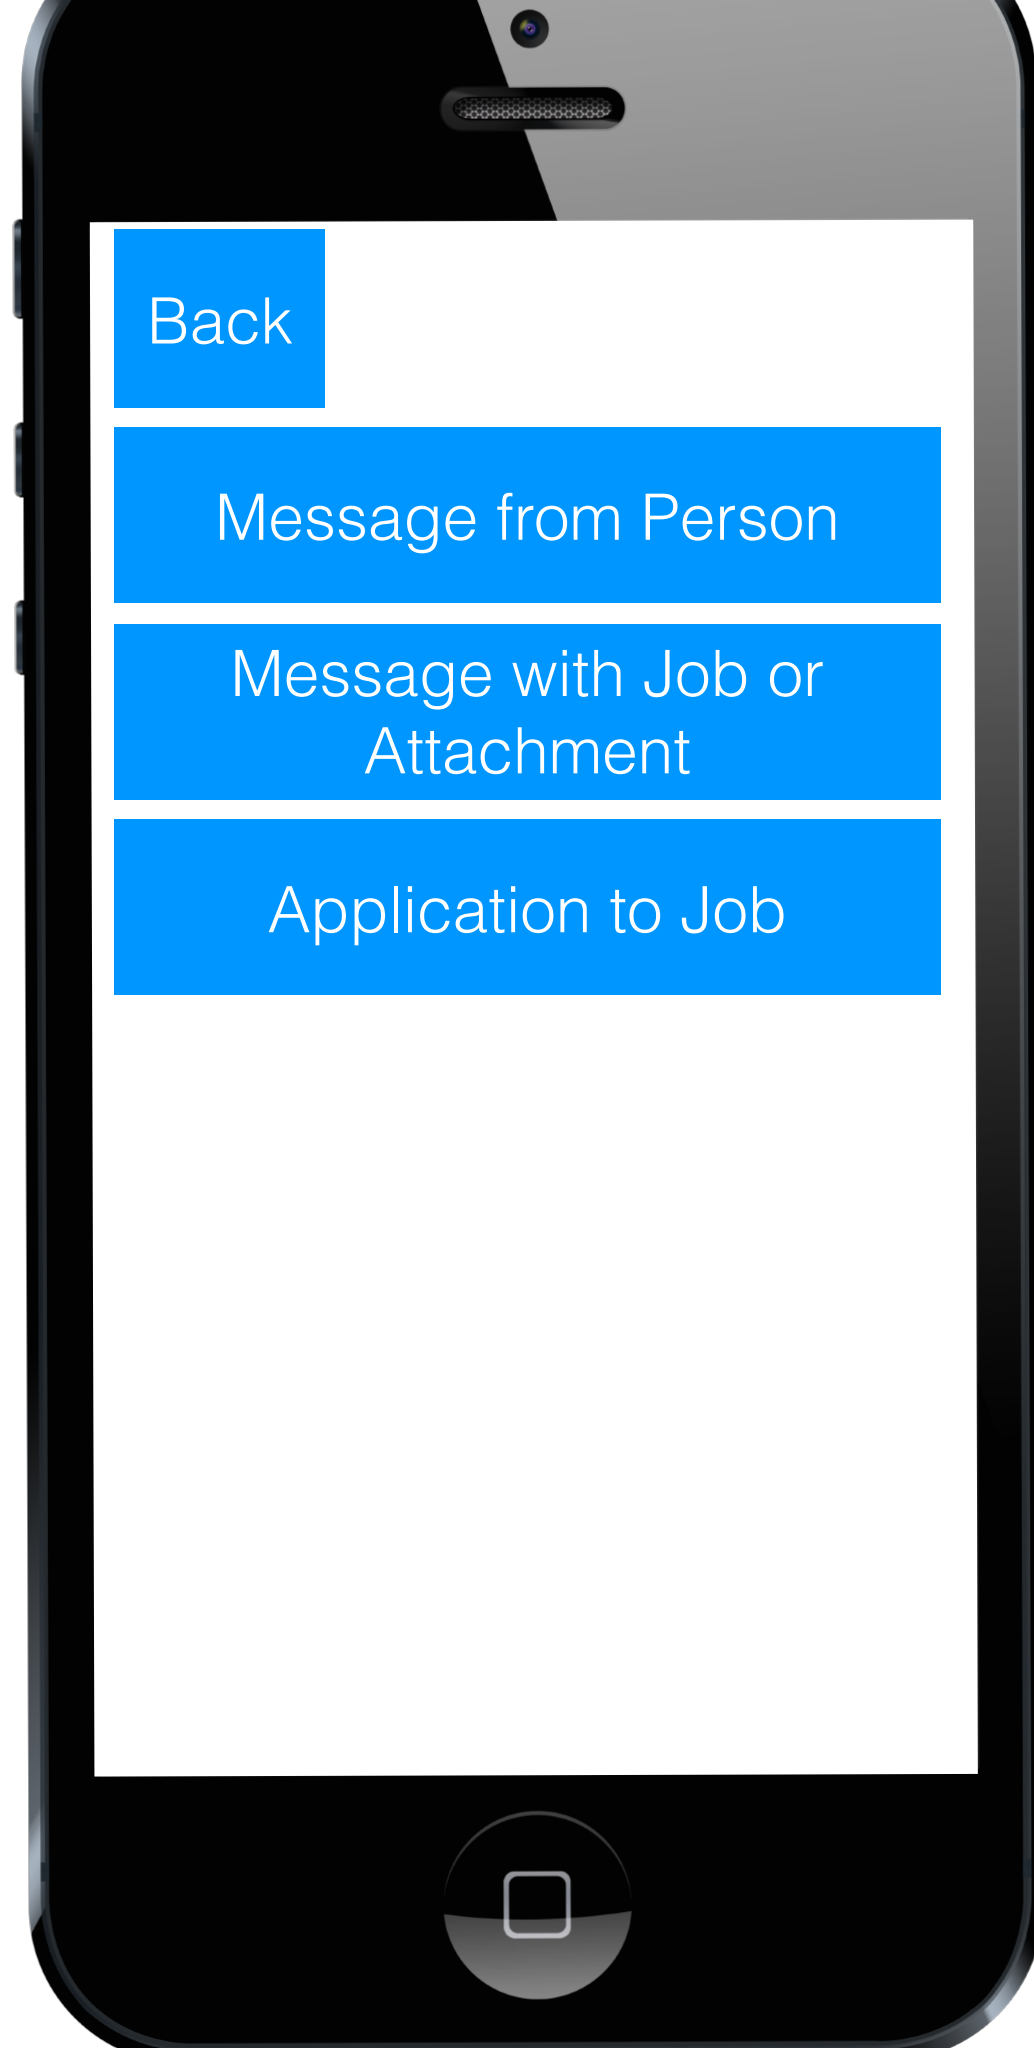 Back
Message from Person
Message with Job or
Attachment
Application to Job